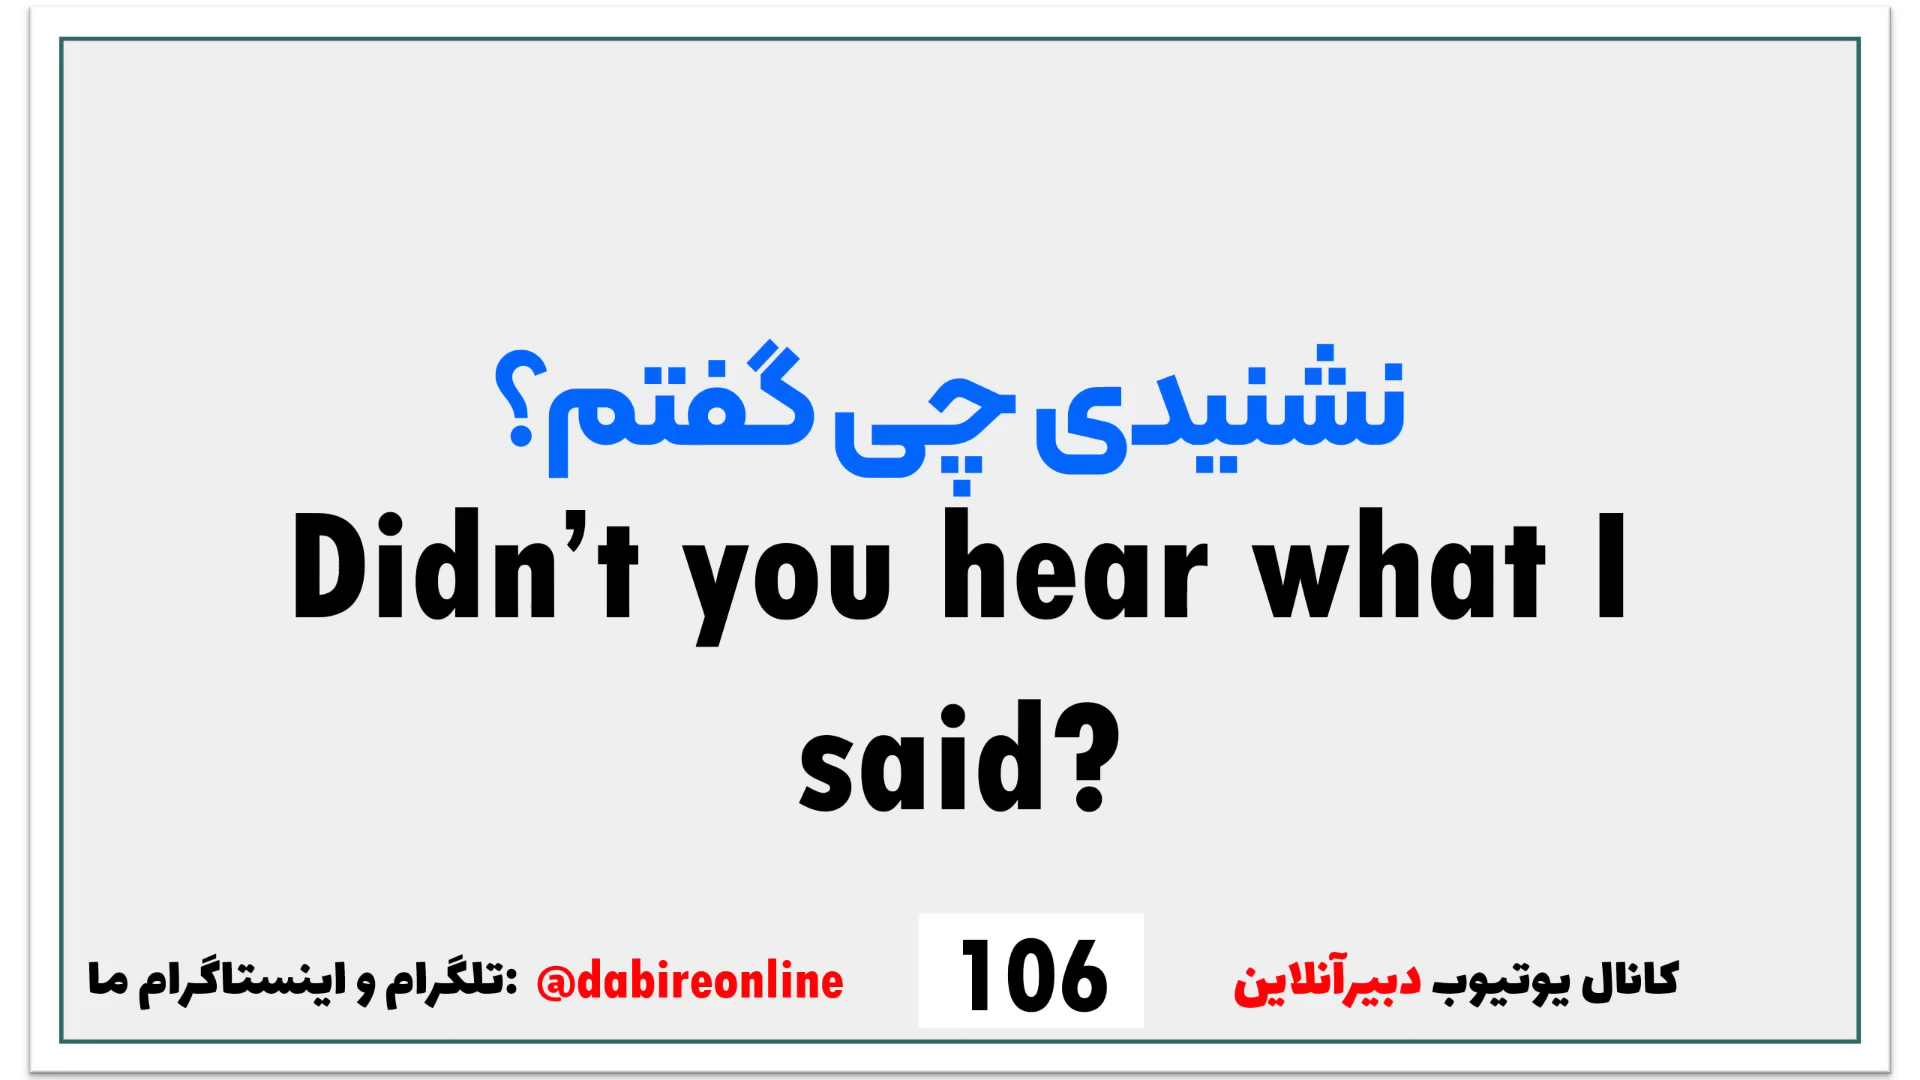 نشنیدی چی گفتم؟
Didn’t you hear what I
said?
تلگرام و اینستاگرام ما: @dabireonline
106
کانال یوتیوب دبیرآنلاین